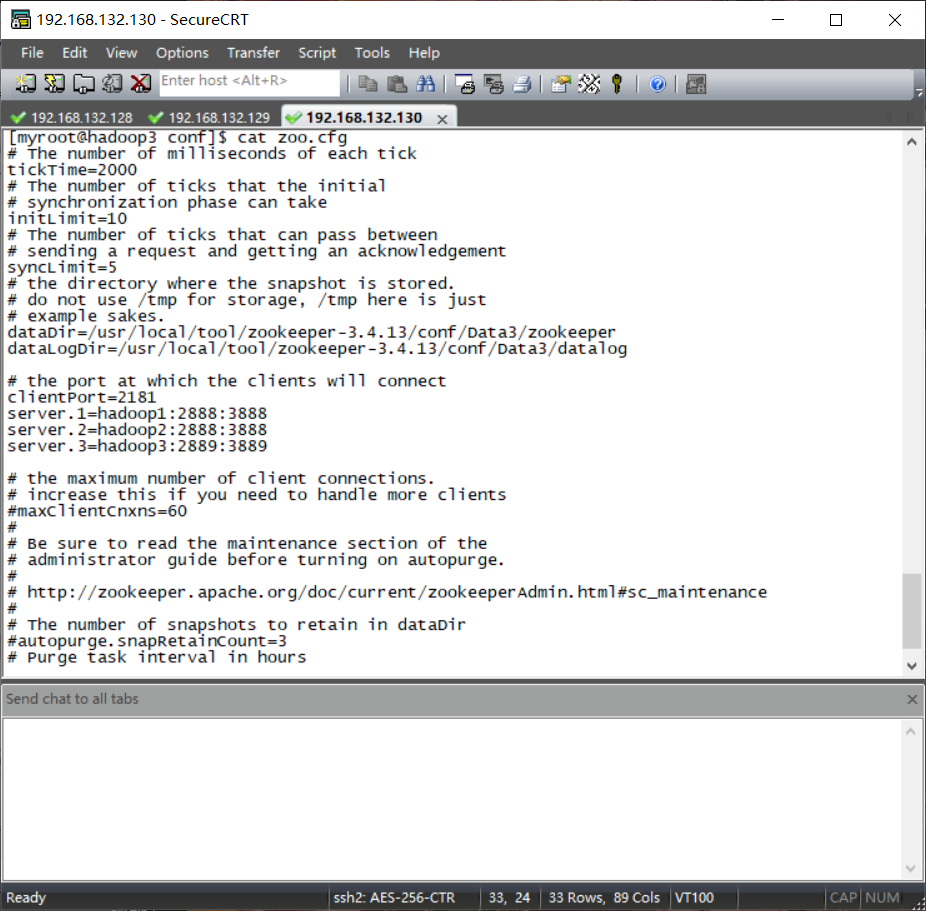 192.168.132.130 - SecureCRT
File Edit View Options Transfer Script Tools Help
Enter host <Alt+R>
192.168.132.128 192.168.132.129 192.168.132.130
[myroot@hadoop3 conf]$ cat zoo.cfg
# The number of milliseconds of each tick
tickTime=2000
# The number of ticks that the initial
# synchronization phase can take
initLimit=10
# The number of ticks that can pass between
# sending a request and getting an acknowledgement
syncLimit=5
# the directory where the snapshot is stored.
# do not use /tmp for storage, /tmp here is just
# example sakes.
dataDir=/usr/local/tool/zookeeper-3.4.13/conf/Data3/zookeeper
dataLogDir=/usr/local/tool/zookeeper-3.4.13/conf/Data3/datalog
# the port at which the clients will connect
clientPort=2181
server.1=hadoop1:2888:3888
server.2=hadoop2:2888:3888
server.3=hadoop3:2889:3889
# the maximum number of client connections.
# increase this if you need to handle more clients
#maxClientCnxns=60
#
# Be sure to read the maintenance section of the
# administrator guide before turning on autopurge.
#
# http://zookeeper.apache.org/doc/current/zookeeperAdmin.html#sc_maintenance
#
# The number of snapshots to retain in dataDir
#autopurge.snapRetainCount=3
# Purge task interval in hours
Send chat to all tabs
Ready ssh2: AES-256-CTR 33, 24 33 Rows, 89 Cols VT100 CAP NUM